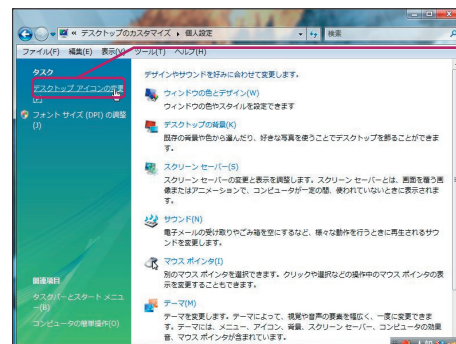 « デスクトップのカスタマイズ ▸ 個人設定
検索
ファイル(F) 編集(E) 表示(V) ツール(T) ヘルプ(H)
タスク
デスクトップ アイコンの変更
フォント サイズ (DPI) の調整
(J)
関連項目
タスクバーとスタート メニュー
ー(B)
コンピュータの簡単操作(O)
デザインやサウンドを好みに合わせて変更します。
ウィンドウの色とデザイン(W)
ウィンドウの色やスタイルを設定できます
デスクトップの背景(K)
既存の背景や色から選んだり、好きな写真を使うことでデスクトップを飾ることができま
す。
スクリーン セーバー(S)
スクリーン セーバーの変更と表示を調整します。スクリーン セーバーとは、画面を覆う画
像またはアニメーションで、コンピュータが一定の間、使われていないときに表示されま
す。
サウンド(N)
電子メールの受け取りやごみ箱を空にするなど、様々な動作を行うときに再生されるサウ
ンドを変更します。
マウス ポインタ(I)
別のマウス ポインタを選択できます。クリックや選択などの操作中のマウス ポインタの表
示を変更することもできます。
テーマ(M)
テーマを変更します。テーマによって、視覚や音声の要素を幅広く、一度に変更できま
す。テーマには、メニュー、アイコン、背景、スクリーン セーバー、コンピュータの効果
音、マウス ポインタが含まれています。